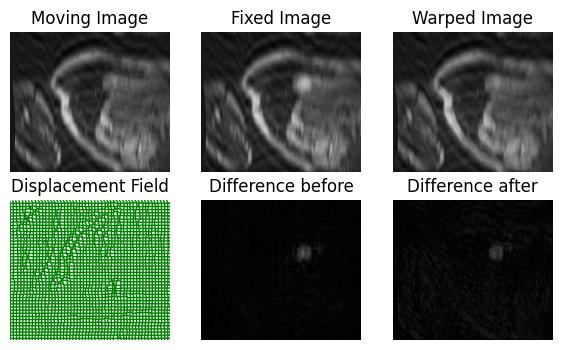 Moving Image
Fixed Image
Warped Image
Displacement Field
Difference before
Difference after